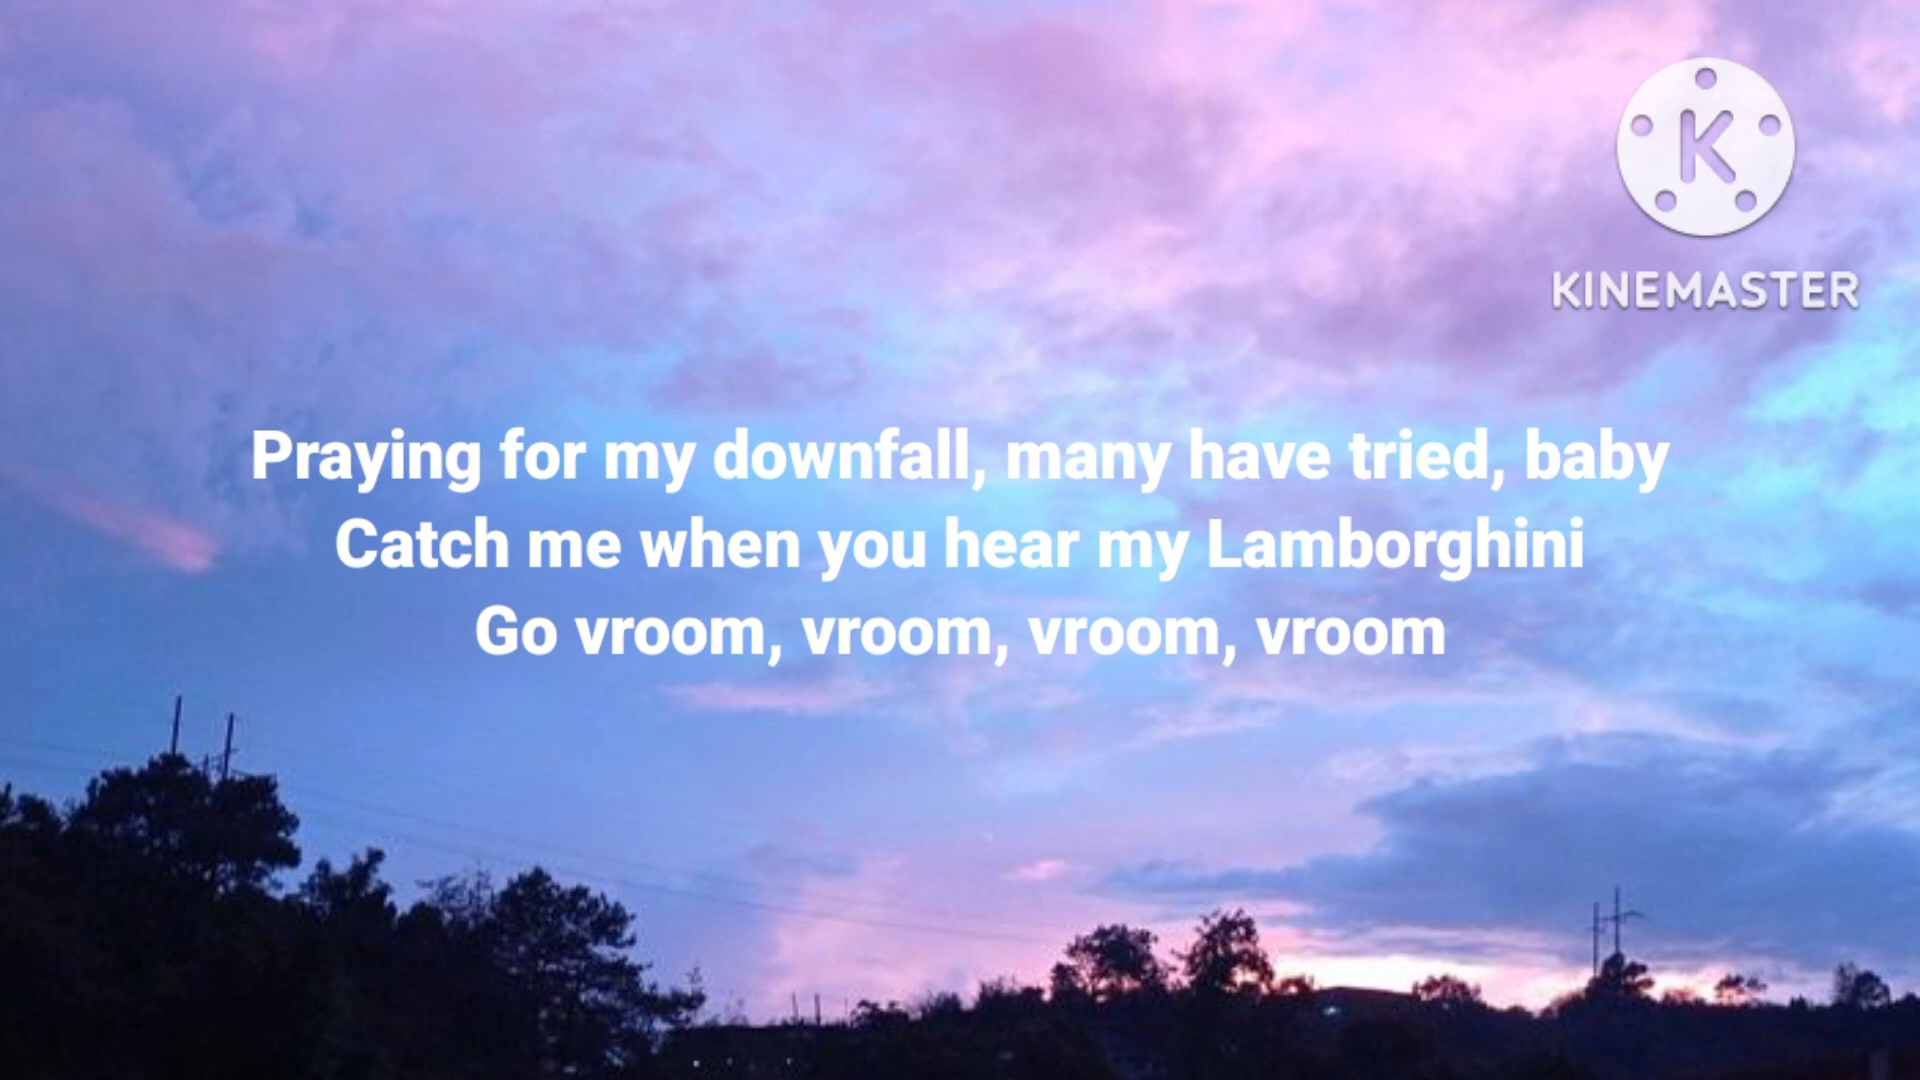 K
KINEMASTER
Praying for my downfall, many have tried, baby
Catch me when you hear my Lamborghini
Go vroom, vroom, vroom, vroom